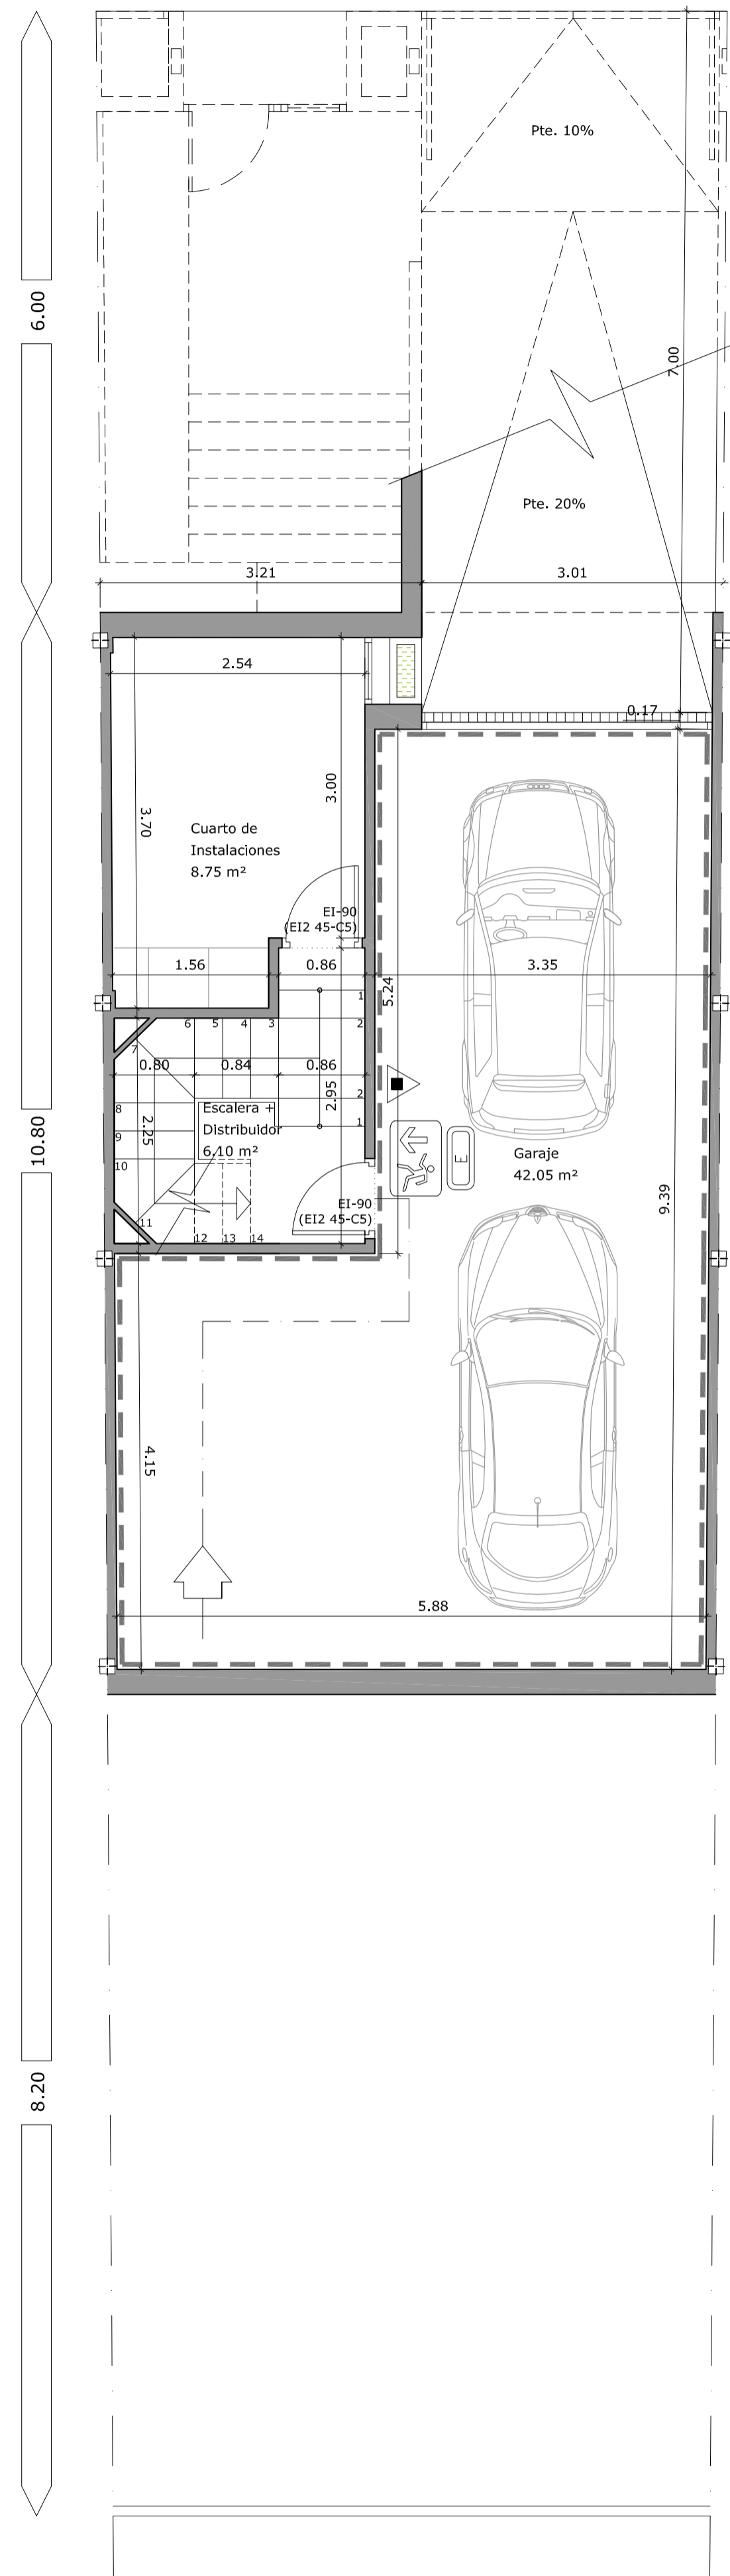 Pte. 10%
6.00
7.00
Pte. 20%
3.21
3.01
2.54
0.17
3.00
3.70
Cuarto de
Instalaciones
8.75 m²
EI-90
(EI2 45-C5)
1.56
0.86
3.35
5.24
1
6
5
4
3
2
7
0.80
0.84
0.86
2
2.95
8
Escalera +
2.25
Distribuidor
1
9
6.10 m²
10
10.80
E
Garaje
42.05 m²
9.39
EI-90
(EI2 45-C5)
11
12
13
14
4.15
5.88
8.20